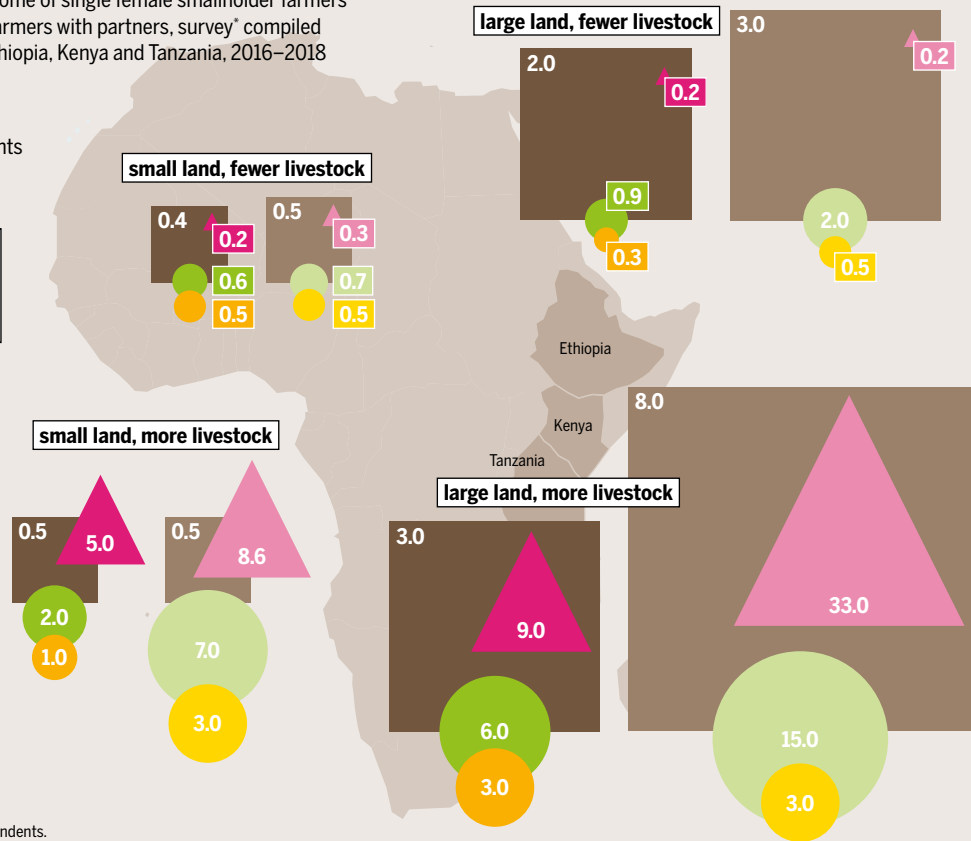 ome of single female smallholder farmers
armers with partners, survey* compiled
hiopia, Kenya and Tanzania, 2016–2018
nts
large land, fewer livestock
2.0
0.2
0.9
0.3
3.0
0.2
2.0
0.5
small land, fewer livestock
0.4
0.2
0.6
0.5
0.5
0.3
0.7
0.5
Ethiopia
Kenya
Tanzania
small land, more livestock
0.5
5.0
2.0
1.0
0.5
8.6
7.0
3.0
large land, more livestock
3.0
9.0
6.0
3.0
8.0
33.0
15.0
3.0
ndents.